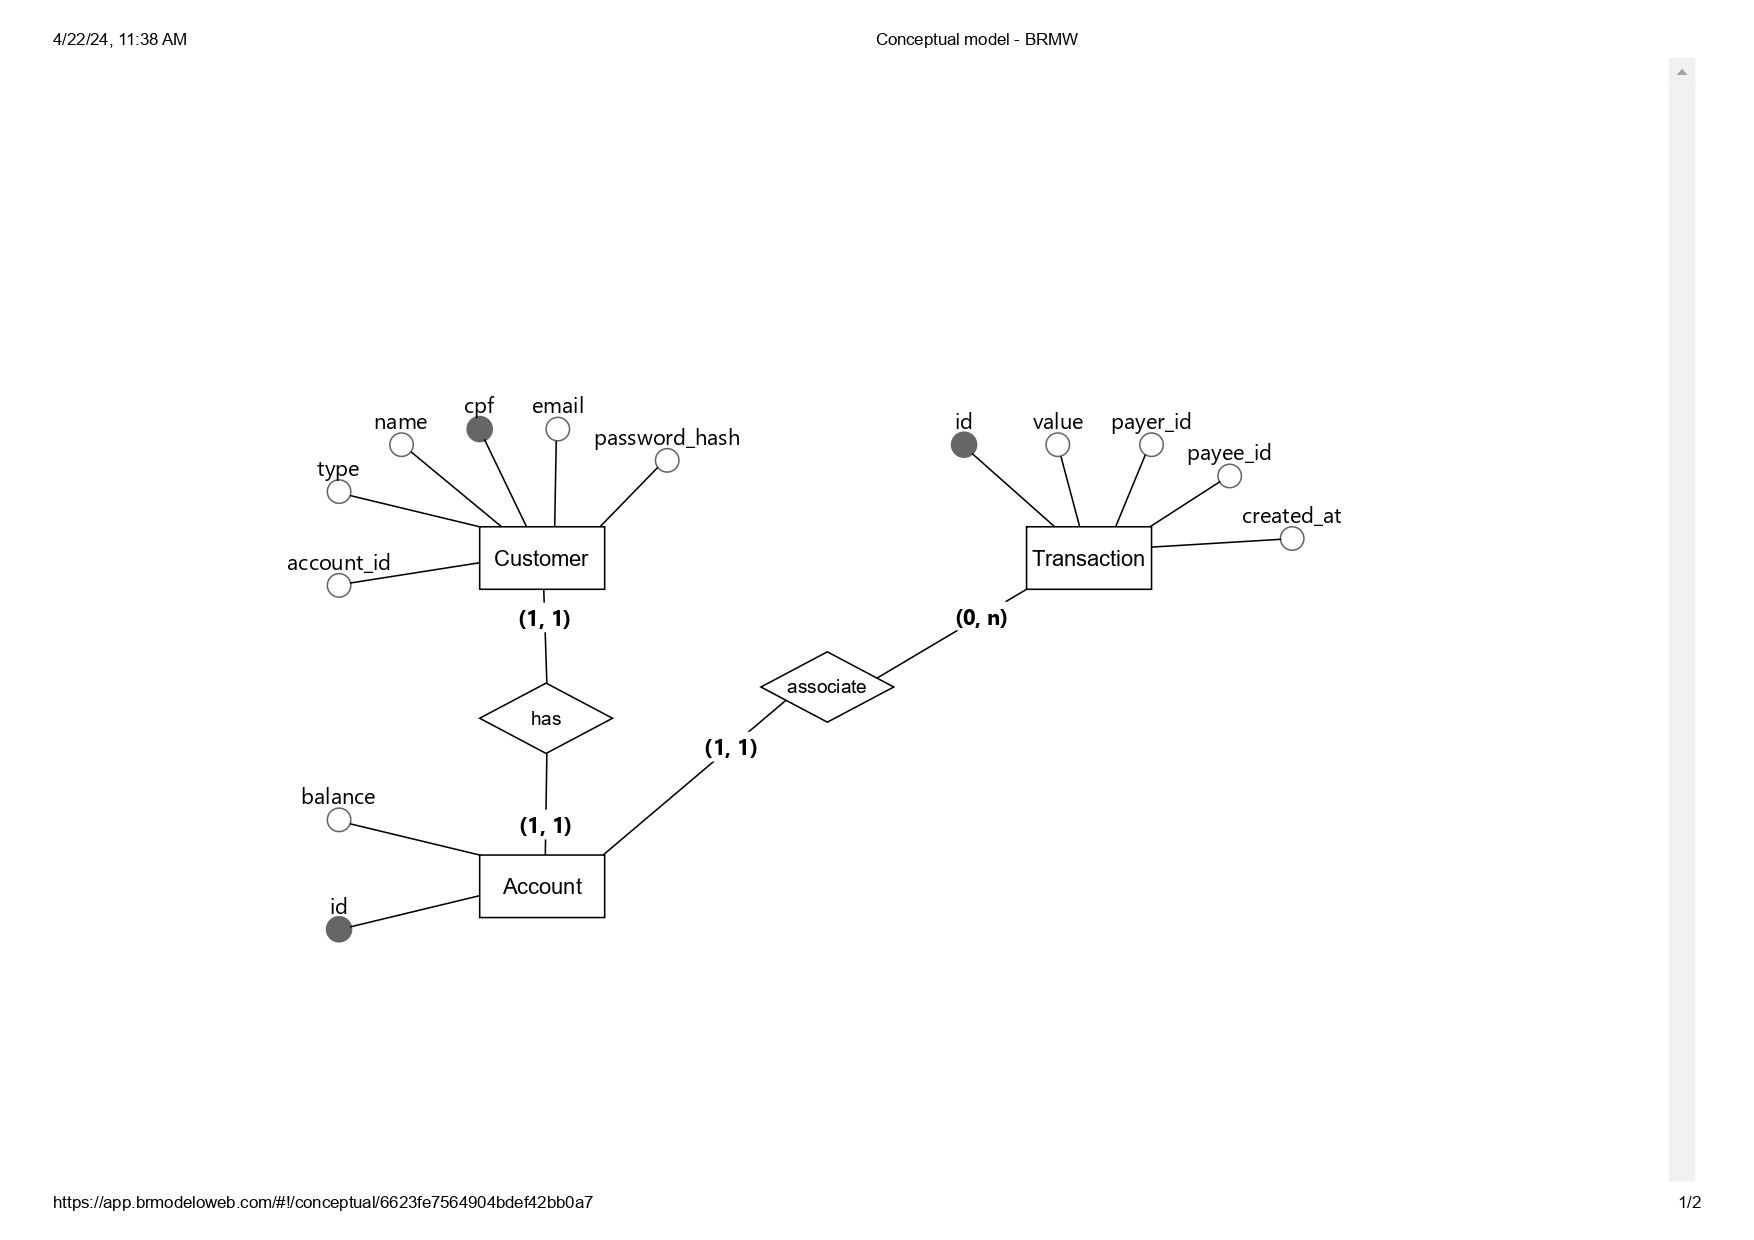 4/22/24, 11:38 AM
Conceptual model - BRMW
cpf
email
name
password_hash
type
account_id
Customer
id
value
payer_id
payee_id
created_at
Transaction
(1, 1)
(0, n)
has
associate
(1, 1)
(1, 1)
balance
id
Account
https://app.brmodeloweb.com/#!/conceptual/6623fe7564904bdef42bb0a7
1/2